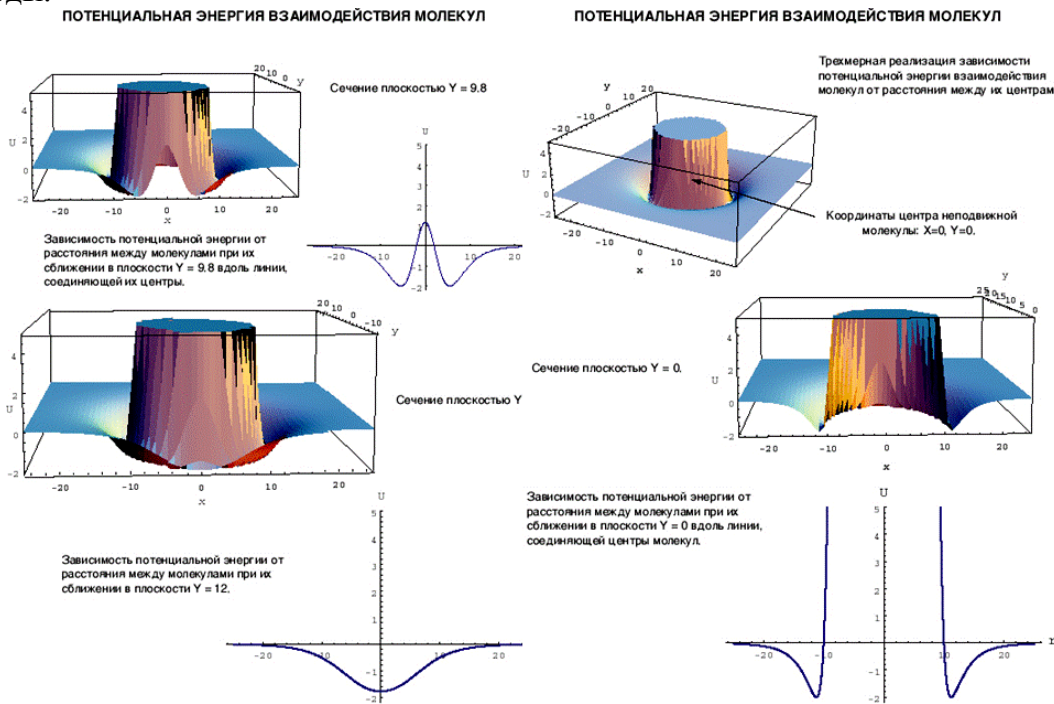 ПОТЕНЦИАЛЬНАЯ ЭНЕРГИЯ ВЗАИМОДЕЙСТВИЯ МОЛЕКУЛ
Сечение плоскостью Y = 9.8
Зависимость потенциальной энергии от
расстояния между молекулами при их
сближении в плоскости Y = 9.8 вдоль линии,
соединяющей их центры.
Сечение плоскостью Y
Зависимость потенциальной энергии от
расстояния между молекулами при их
сближении в плоскости Y = 12.
ПОТЕНЦИАЛЬНАЯ ЭНЕРГИЯ ВЗАИМОДЕЙСТВИЯ МОЛЕКУЛ
Трехмерная реализация зависимости
потенциальной энергии взаимодействия
молекул от расстояния между их центрам
Координаты центра неподвижной
молекулы: X=0, Y=0.
Сечение плоскостью Y = 0.
Зависимость потенциальной энергии от
расстояния между молекулами при их
сближении в плоскости Y = 0 вдоль линии,
соединяющей центры молекул.